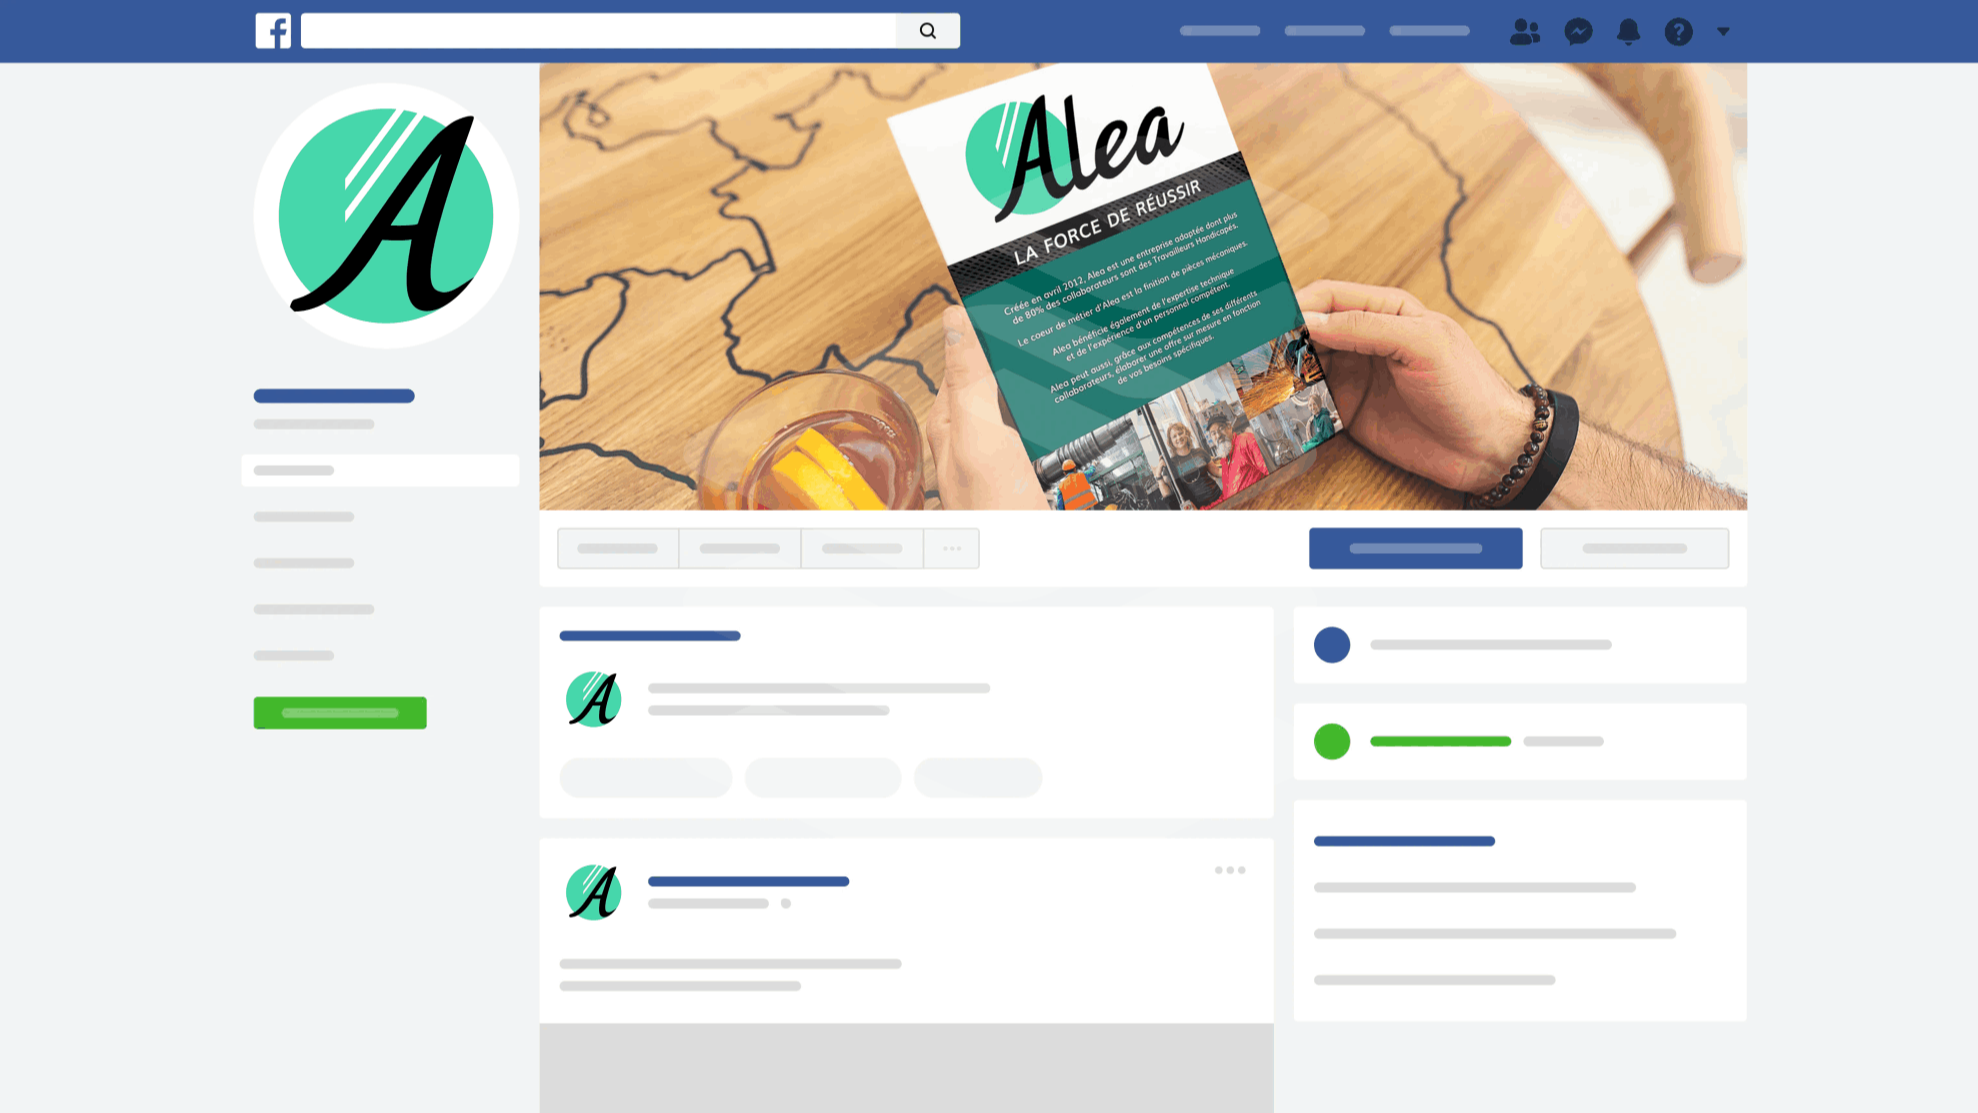 f
A
Alea
LA FORCE DE RÉUSSIR
Créée en avril 2012, Alea est une entreprise adaptée dont plus
de 80% des collaborateurs sont des Travailleurs Handicapés.
Le coeur de métier d'Alea est la finition de pièces mécaniques.
Alea bénéficie également de l'expertise technique
et de l'expérience d'un personnel compétent.
Alea peut aussi, grâce aux compétences de ses différents
collaborateurs, élaborer une offre sur mesure en fonction
de vos besoins spécifiques.
A
A